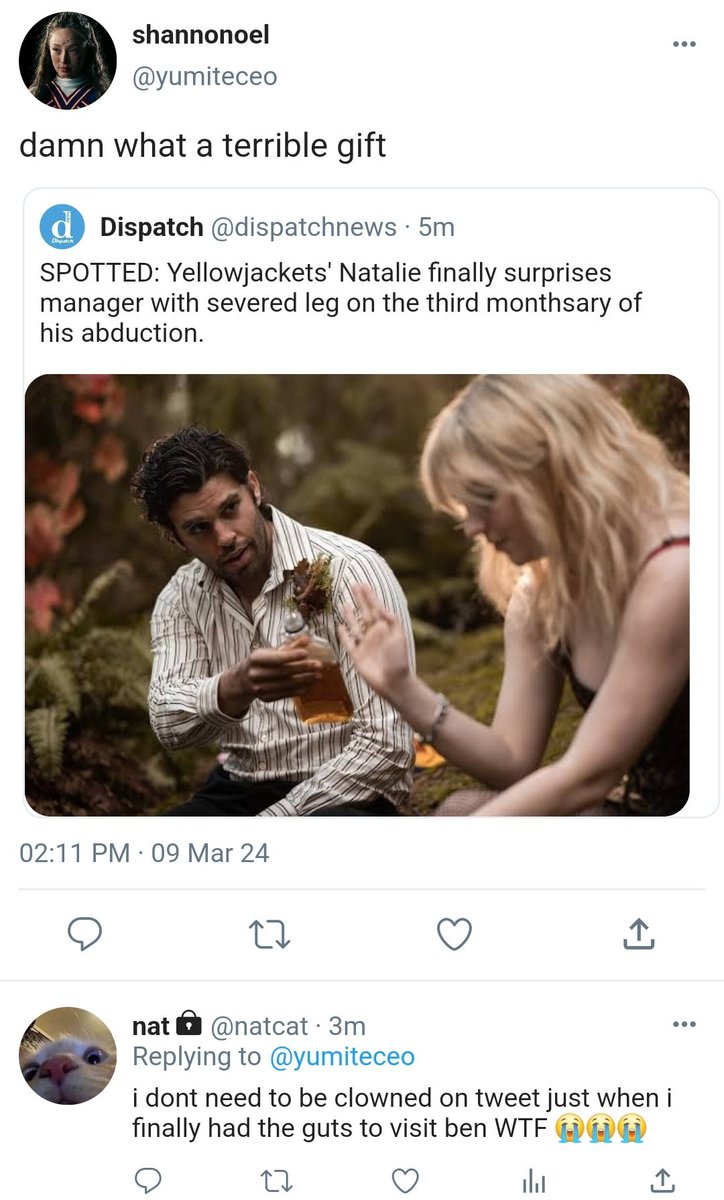 shannonoel
@yumiteceo
damn what a terrible gift
d
Dispatch
Dispatch @dispatchnews · 5m
SPOTTED: Yellowjackets' Natalie finally surprises
manager with severed leg on the third monthsary of
his abduction.
02:11 PM · 09 Mar 24
nat @natcat · 3m
Replying to @yumiteceo
i dont need to be clowned on tweet just when i
finally had the guts to visit ben WTF 😭😭😭